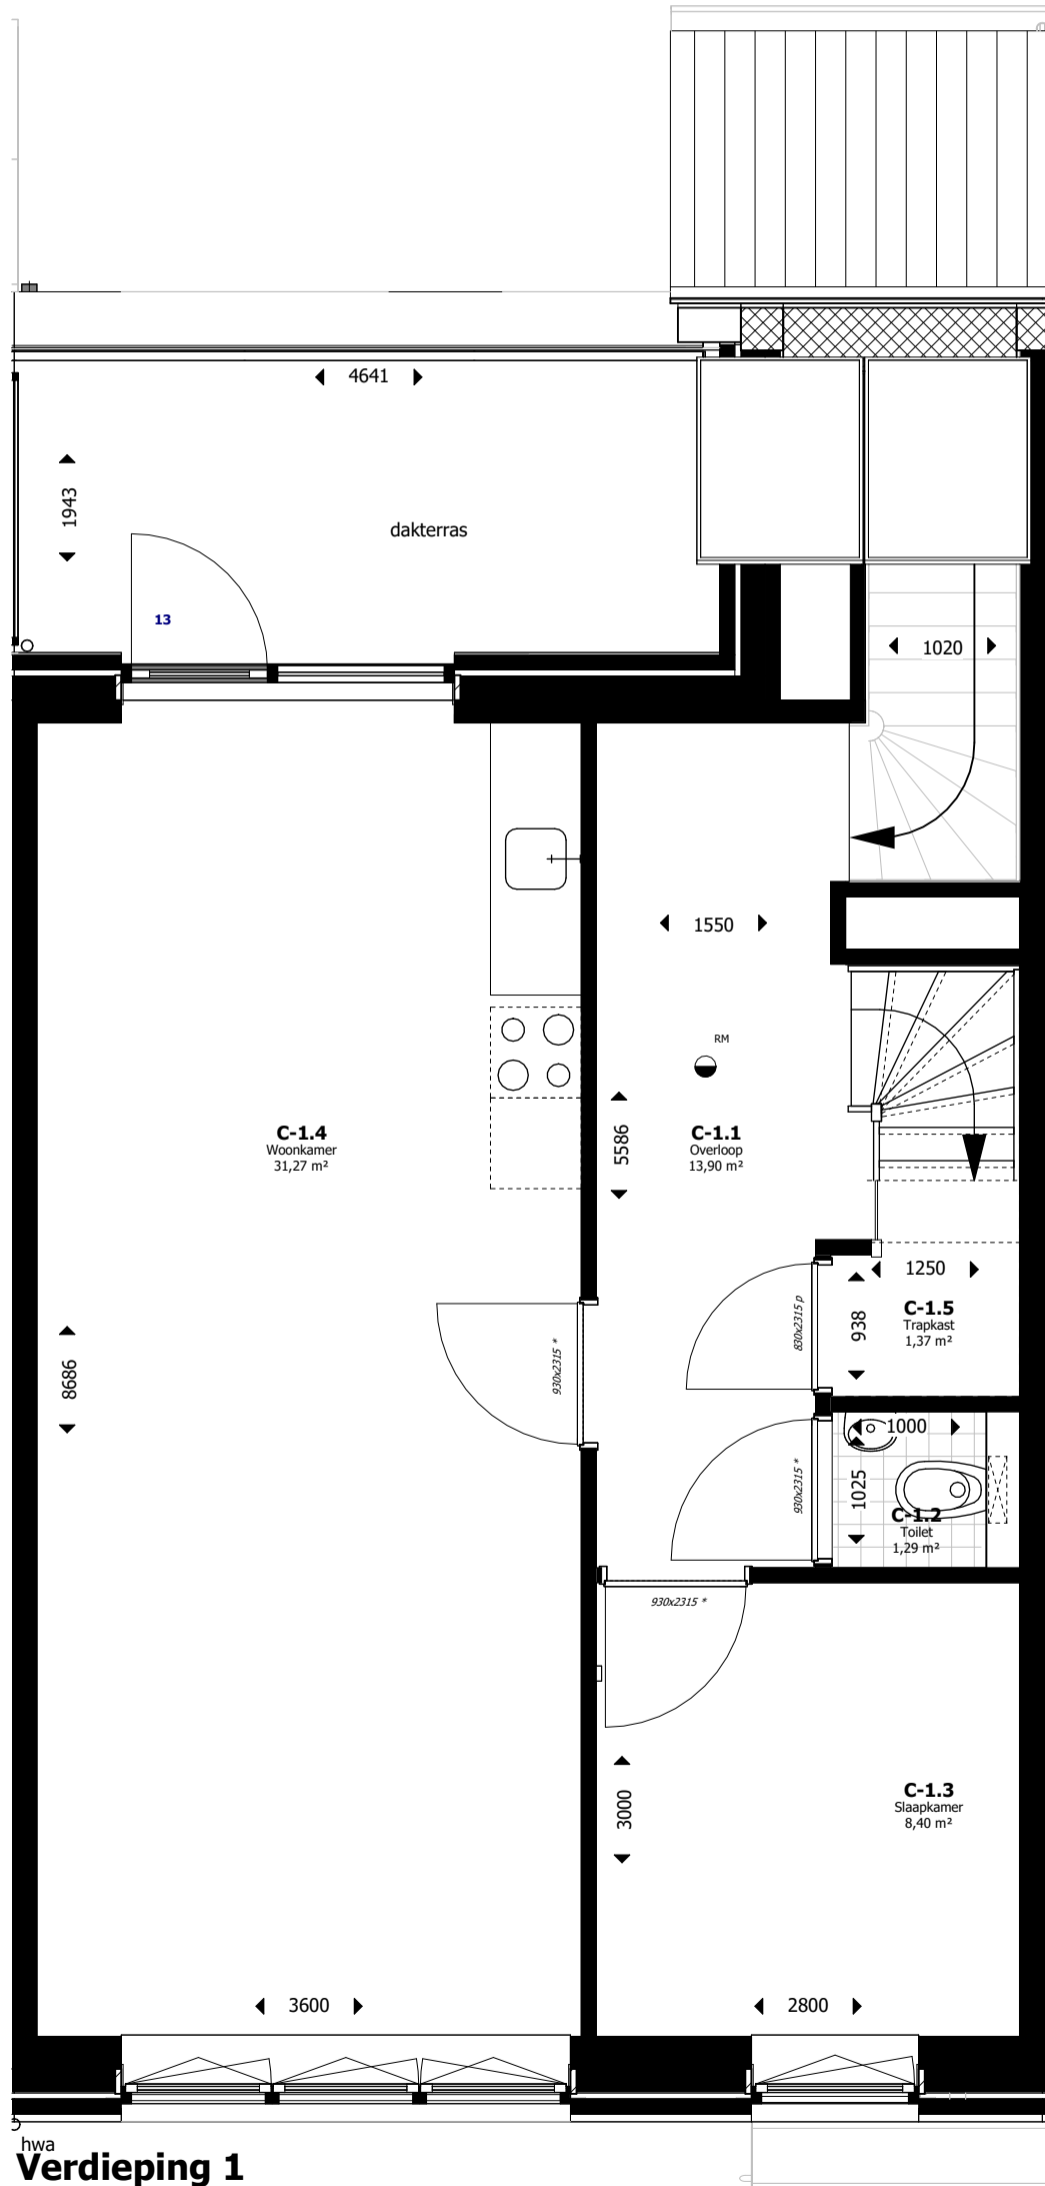 4641
1943
dakterras
13
1020
1550
RM
C-1.4
Woonkamer
31,27 m²
5586
C-1.1
Overloop
13,90 m²
1250
C-1.5
Trapkast
1,37 m²
938
830x2315 p
930x2315 *
8686
1000
1025
930x2315 *
C-1.2
Toilet
1,29 m²
930x2315 *
C-1.3
Slaapkamer
8,40 m²
3000
3600
2800
hwa
Verdieping 1